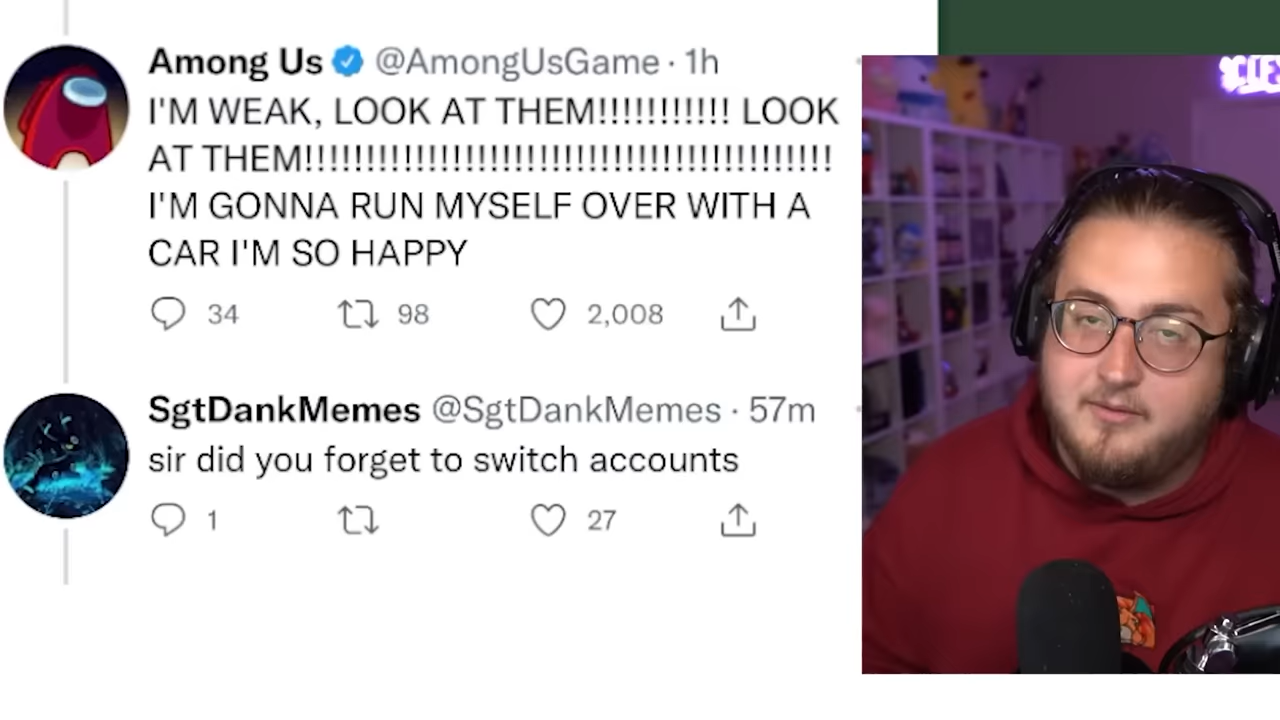 Among Us @AmongUsGame · 1h
I'M WEAK, LOOK AT THEM!!!!!!!!!!!! LOOK
AT THEM!!!!!!!!!!!!!!!!!!!!!!!!!!!!!!!!!!!!!!!!!!!
I'M GONNA RUN MYSELF OVER WITH A
CAR I'M SO HAPPY
34 98 2,008
SgtDankMemes @SgtDankMemes · 57m
sir did you forget to switch accounts
1 27